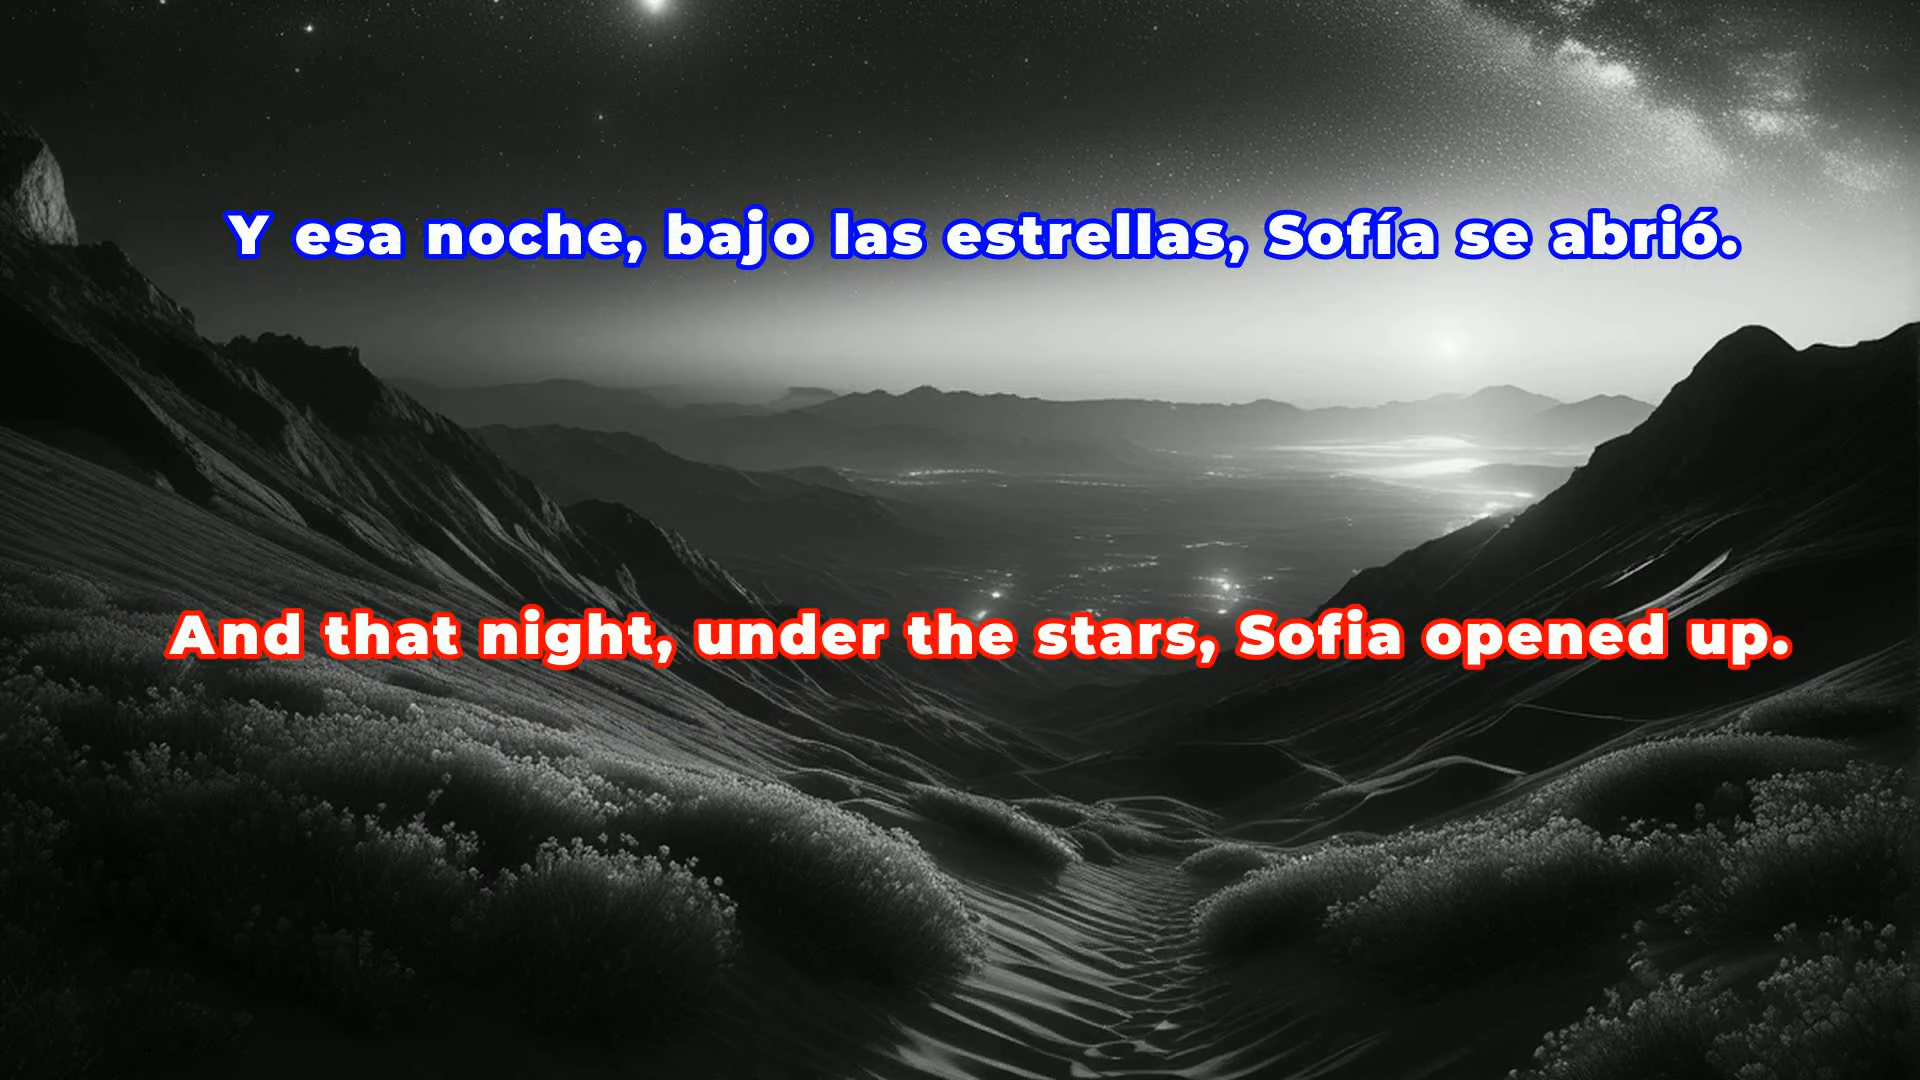 Y esa noche, bajo las estrellas, Sofía se abrió.
And that night, under the stars, Sofia opened up.